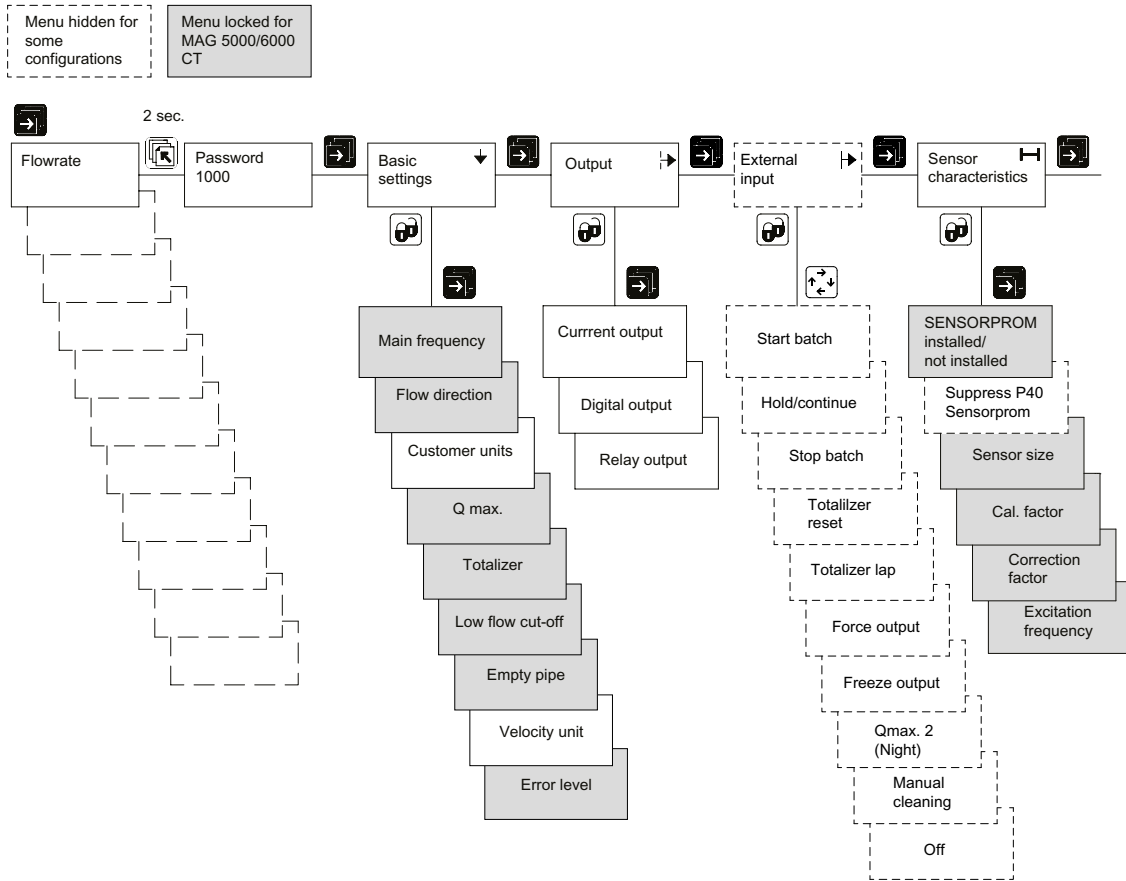 Menu hidden for
some
configurations
Menu locked for
MAG 5000/6000
CT
2 sec.
Flowrate
Password
1000
Basic
settings
Output
External
input
Sensor
characteristics
Main frequency
Flow direction
Customer units
Q max.
Totalizer
Low flow cut-off
Empty pipe
Velocity unit
Error level
Currrent output
Digital output
Relay output
Start batch
Hold/continue
Stop batch
Totalilzer
reset
Totalizer lap
Force output
Freeze output
Qmax. 2
(Night)
Manual
cleaning
Off
SENSORPROM
installed/
not installed
Suppress P40
Sensorprom
Sensor size
Cal. factor
Correction
factor
Excitation
frequency